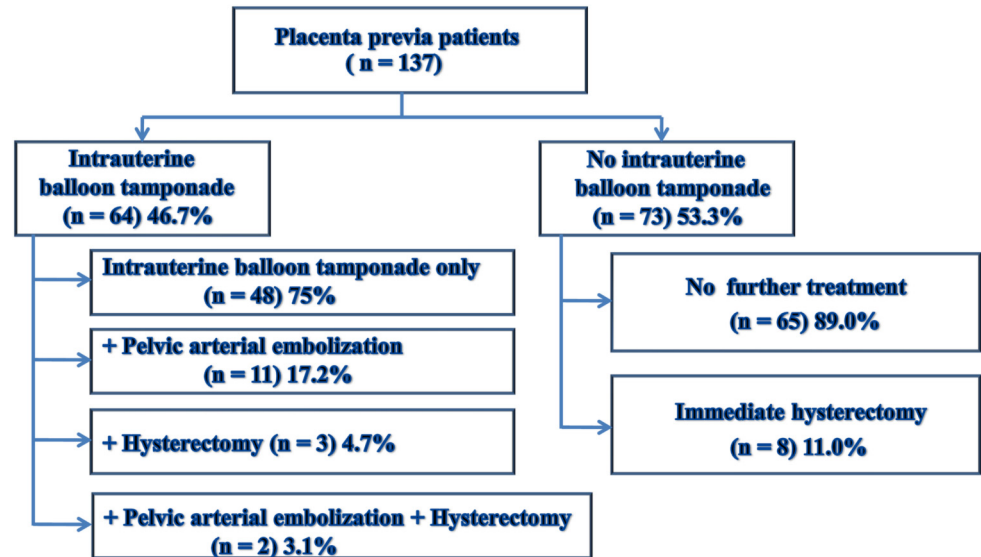 Placenta previa patients
( n = 137)
Intrauterine
balloon tamponade
(n = 64) 46.7%
No intrauterine
balloon tamponade
(n = 73) 53.3%
Intrauterine balloon tamponade only
(n = 48) 75%
+ Pelvic arterial embolization
(n = 11) 17.2%
+ Hysterectomy (n = 3) 4.7%
+ Pelvic arterial embolization + Hysterectomy
(n = 2) 3.1%
No further treatment
(n = 65) 89.0%
Immediate hysterectomy
(n = 8) 11.0%